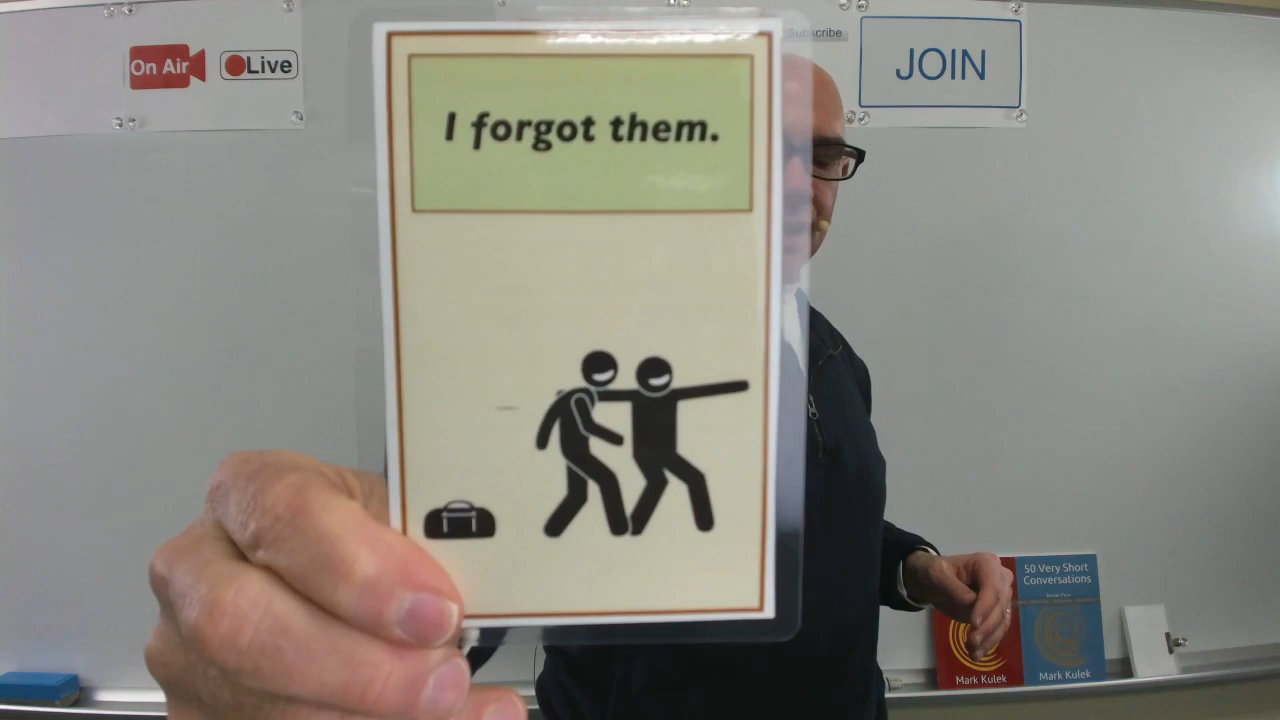 On Air
Live
Subscribe
JOIN
I forgot them.
50 Very Short
Conversations
Mark Kulek
Mark Kulek